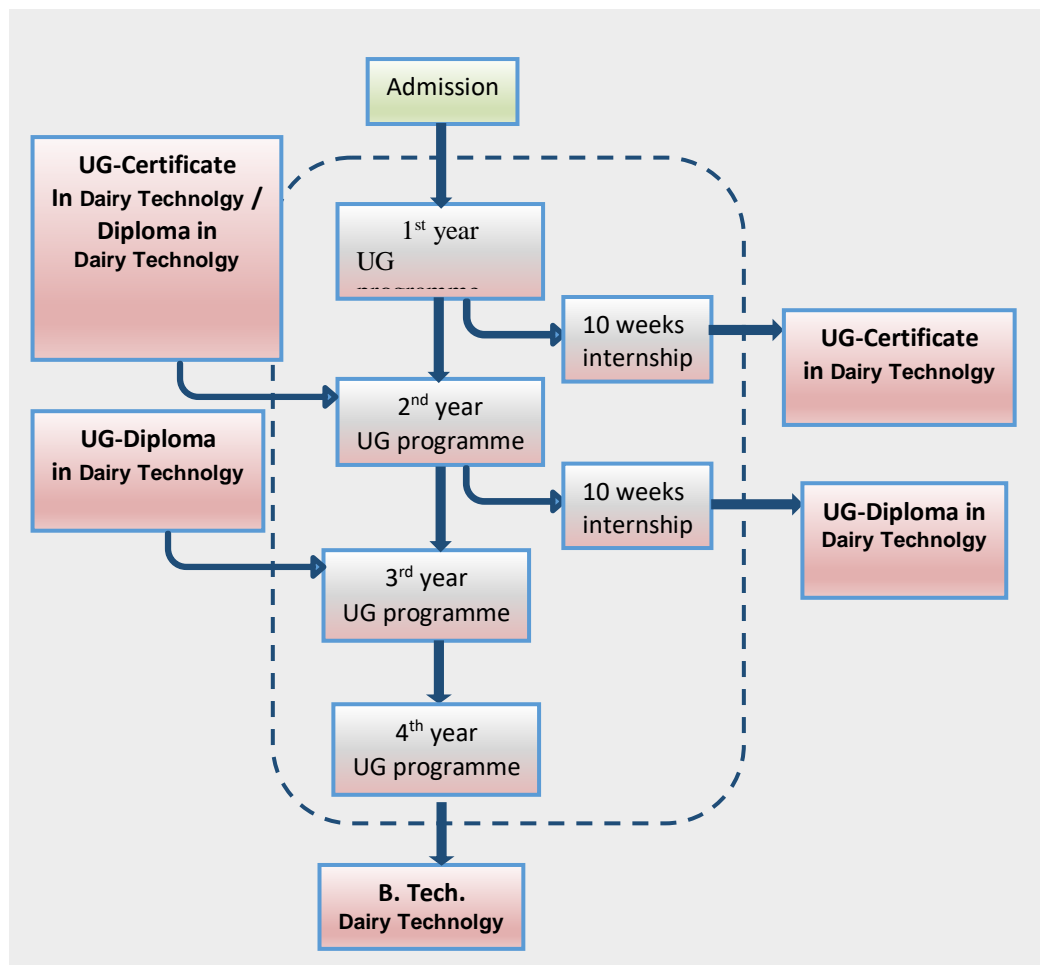 Admission
UG-Certificate
In Dairy Technolgy /
Diploma in
Dairy Technolgy
1st year
UG
10 weeks
internship
UG-Certificate
in Dairy Technolgy
2nd year
UG programme
UG-Diploma
in Dairy Technolgy
10 weeks
internship
UG-Diploma in
Dairy Technolgy
3rd year
UG programme
4th year
UG programme
B. Tech.
Dairy Technolgy